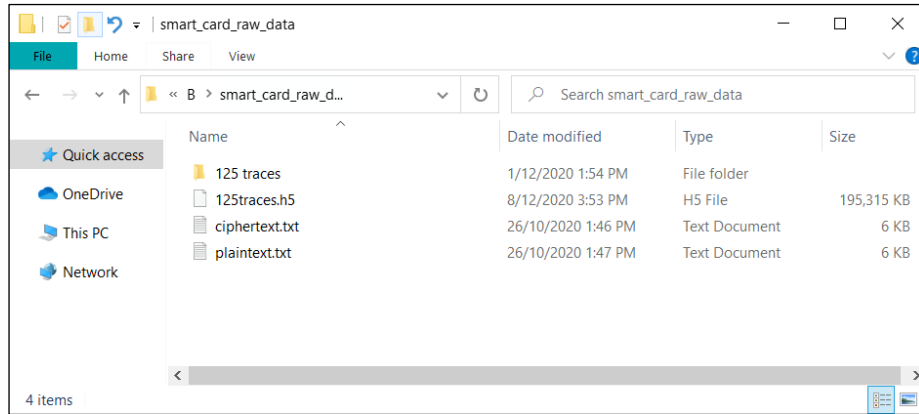 smart_card_raw_data
File Home Share View
« B > smart_card_raw_d... Search smart_card_raw_data
Name Date modified Type Size
Quick access
OneDrive
This PC
Network
125 traces 1/12/2020 1:54 PM File folder
125traces.h5 8/12/2020 3:53 PM H5 File 195,315 KB
ciphertext.txt 26/10/2020 1:46 PM Text Document 6 KB
plaintext.txt 26/10/2020 1:47 PM Text Document 6 KB
4 items